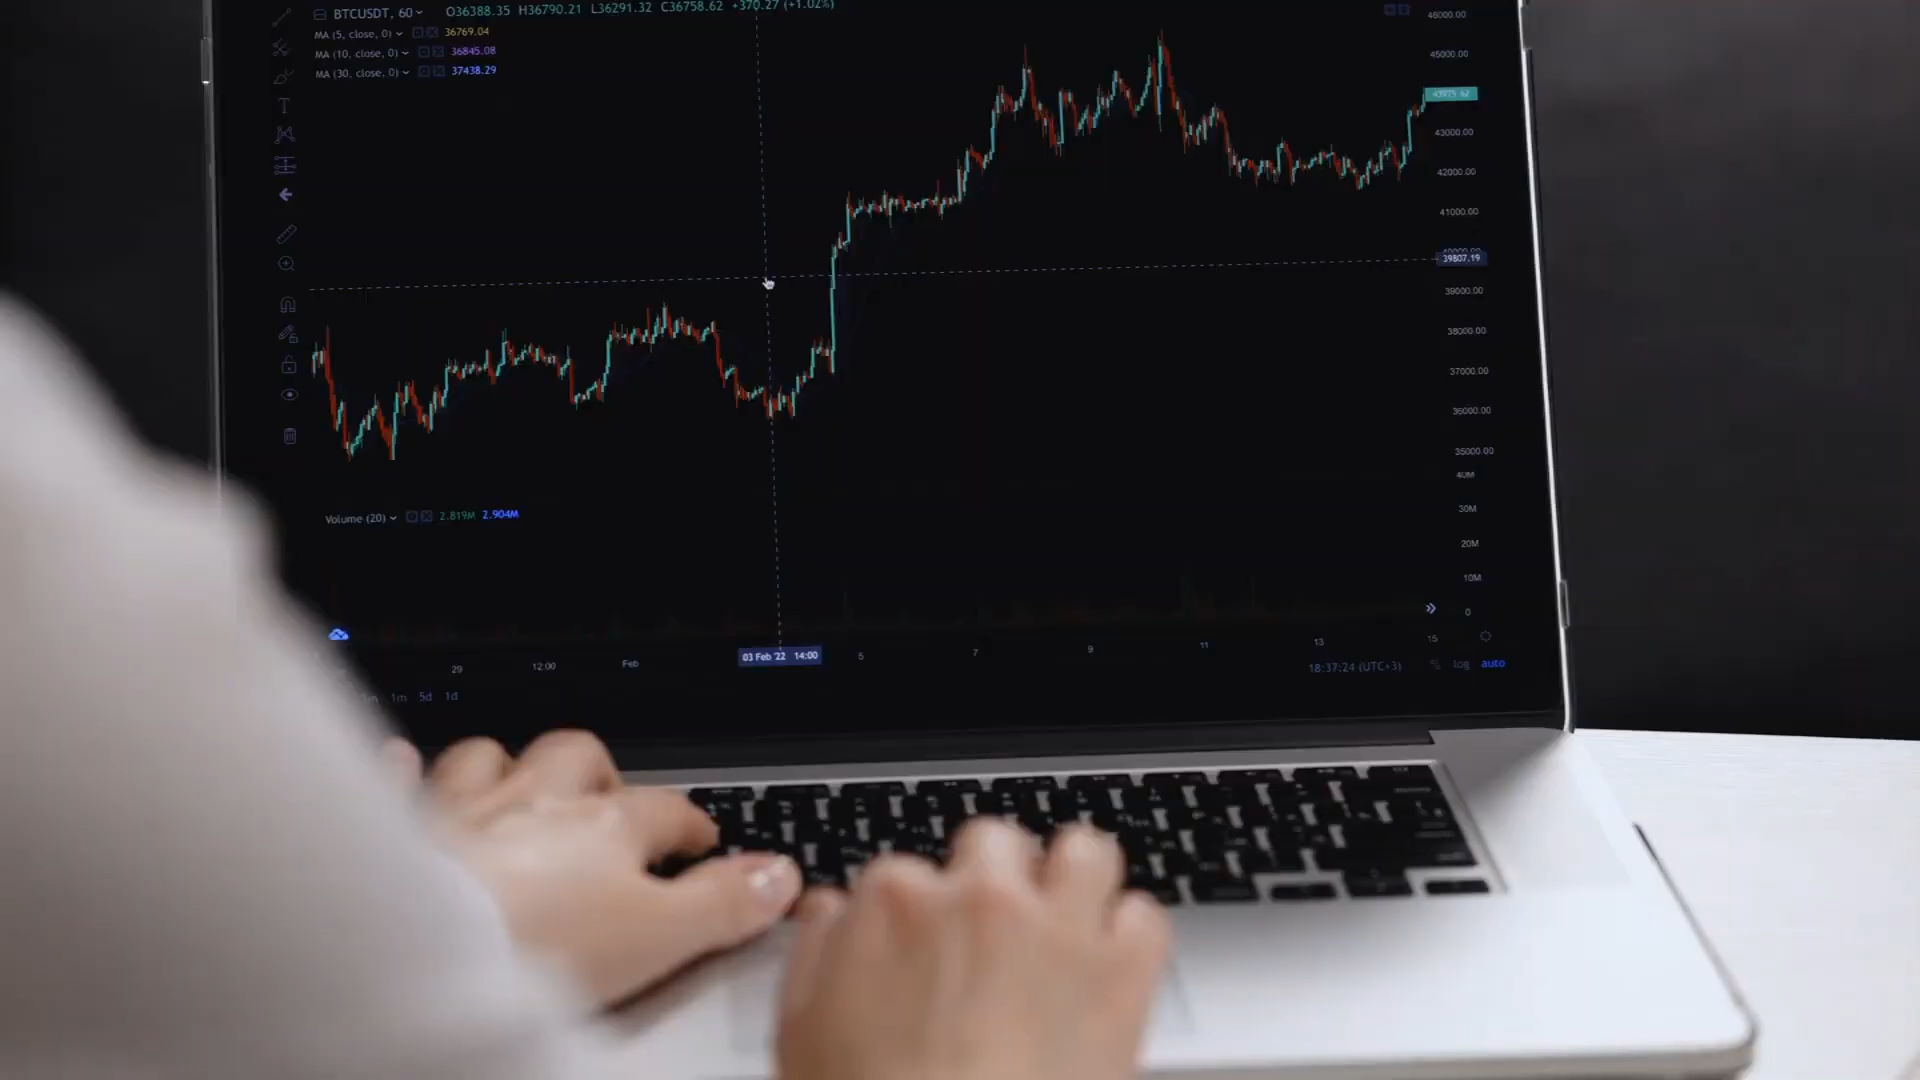 BTCUSDT, 60 O36388.35 H36790.21 L36291.32 C36758.62 +370.27 (+1.02%)
MA (5, close, 0) 36769.04
MA (10, close, 0) 36845.08
MA (30, close, 0) 37438.29
46000.00
45000.00
43975.62
43000.00
42000.00
41000.00
40000.00
39807.19
39000.00
38000.00
37000.00
36000.00
35000.00
40M
Volume (20) 2.819M 2.904M
30M
20M
10M
0
29 12:00 Feb 03 Feb '22 14:00 5 7 9 11 13 15
18:37:24 (UTC+3) % log auto
1m 5d 1d